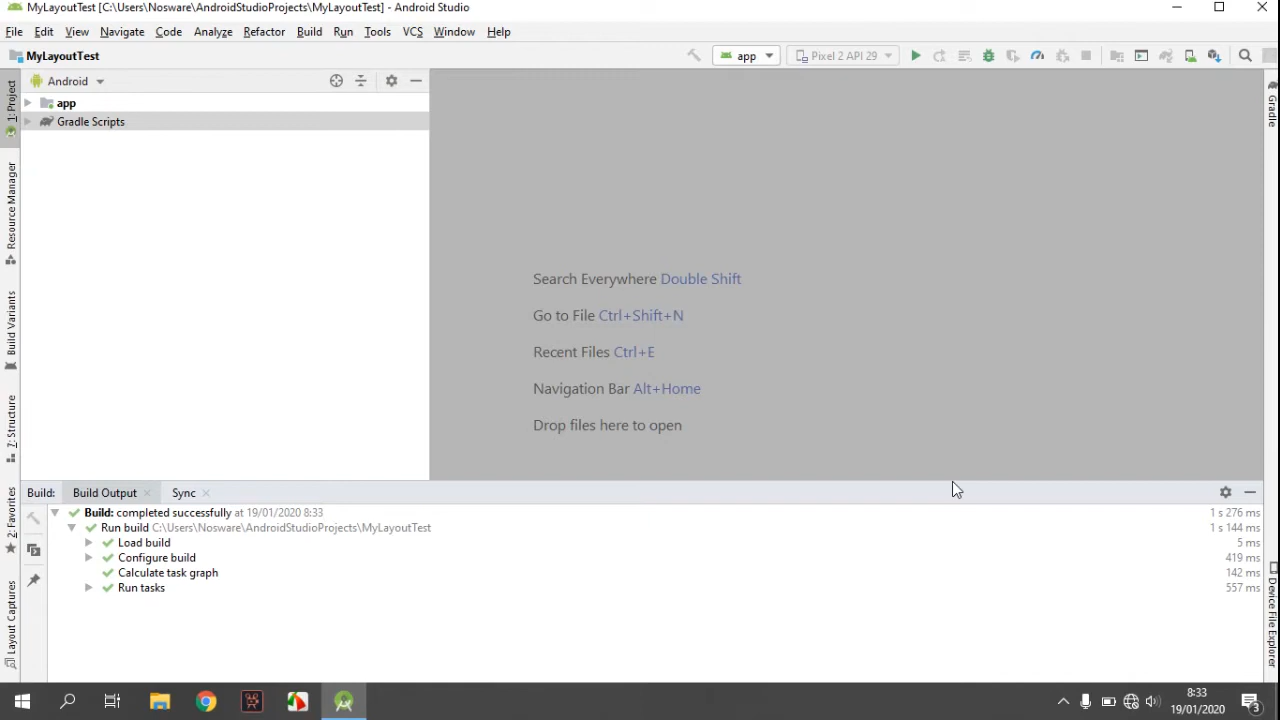 MyLayoutTest [C:\Users\Nosware\AndroidStudioProjects\MyLayoutTest] - Android Studio
File Edit View Navigate Code Analyze Refactor Build Run Tools VCS Window Help
MyLayoutTest app Pixel 2 API 29
1: Project
Resource Manager
Build Variants
7: Structure
2: Favorites
Layout Captures
Android
app
Gradle Scripts
Search Everywhere Double Shift
Go to File Ctrl+Shift+N
Recent Files Ctrl+E
Navigation Bar Alt+Home
Drop files here to open
Gradle
Device File Explorer
Build: Build Output Sync
Build: completed successfully at 19/01/2020 8:33 1 s 276 ms
Run build C:\Users\Nosware\AndroidStudioProjects\MyLayoutTest 1 s 144 ms
Load build 5 ms
Configure build 419 ms
Calculate task graph 142 ms
Run tasks 557 ms
8:33
19/01/2020
3